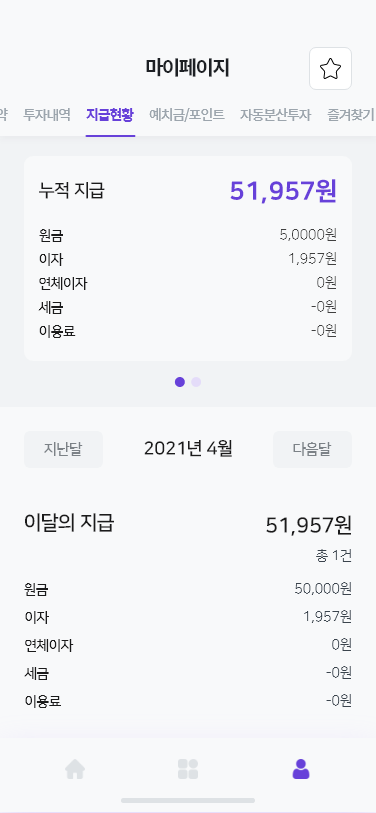 마이페이지
약 투자내역 지급현황 예치금/포인트 자동분산투자 즐겨찾기
누적 지급 51,957원
원금 5,0000원
이자 1,957원
연체이자 0원
세금 -0원
이용료 -0원
지난달 2021년 4월 다음달
이달의 지급 51,957원
총 1건
원금 50,000원
이자 1,957원
연체이자 0원
세금 -0원
이용료 -0원